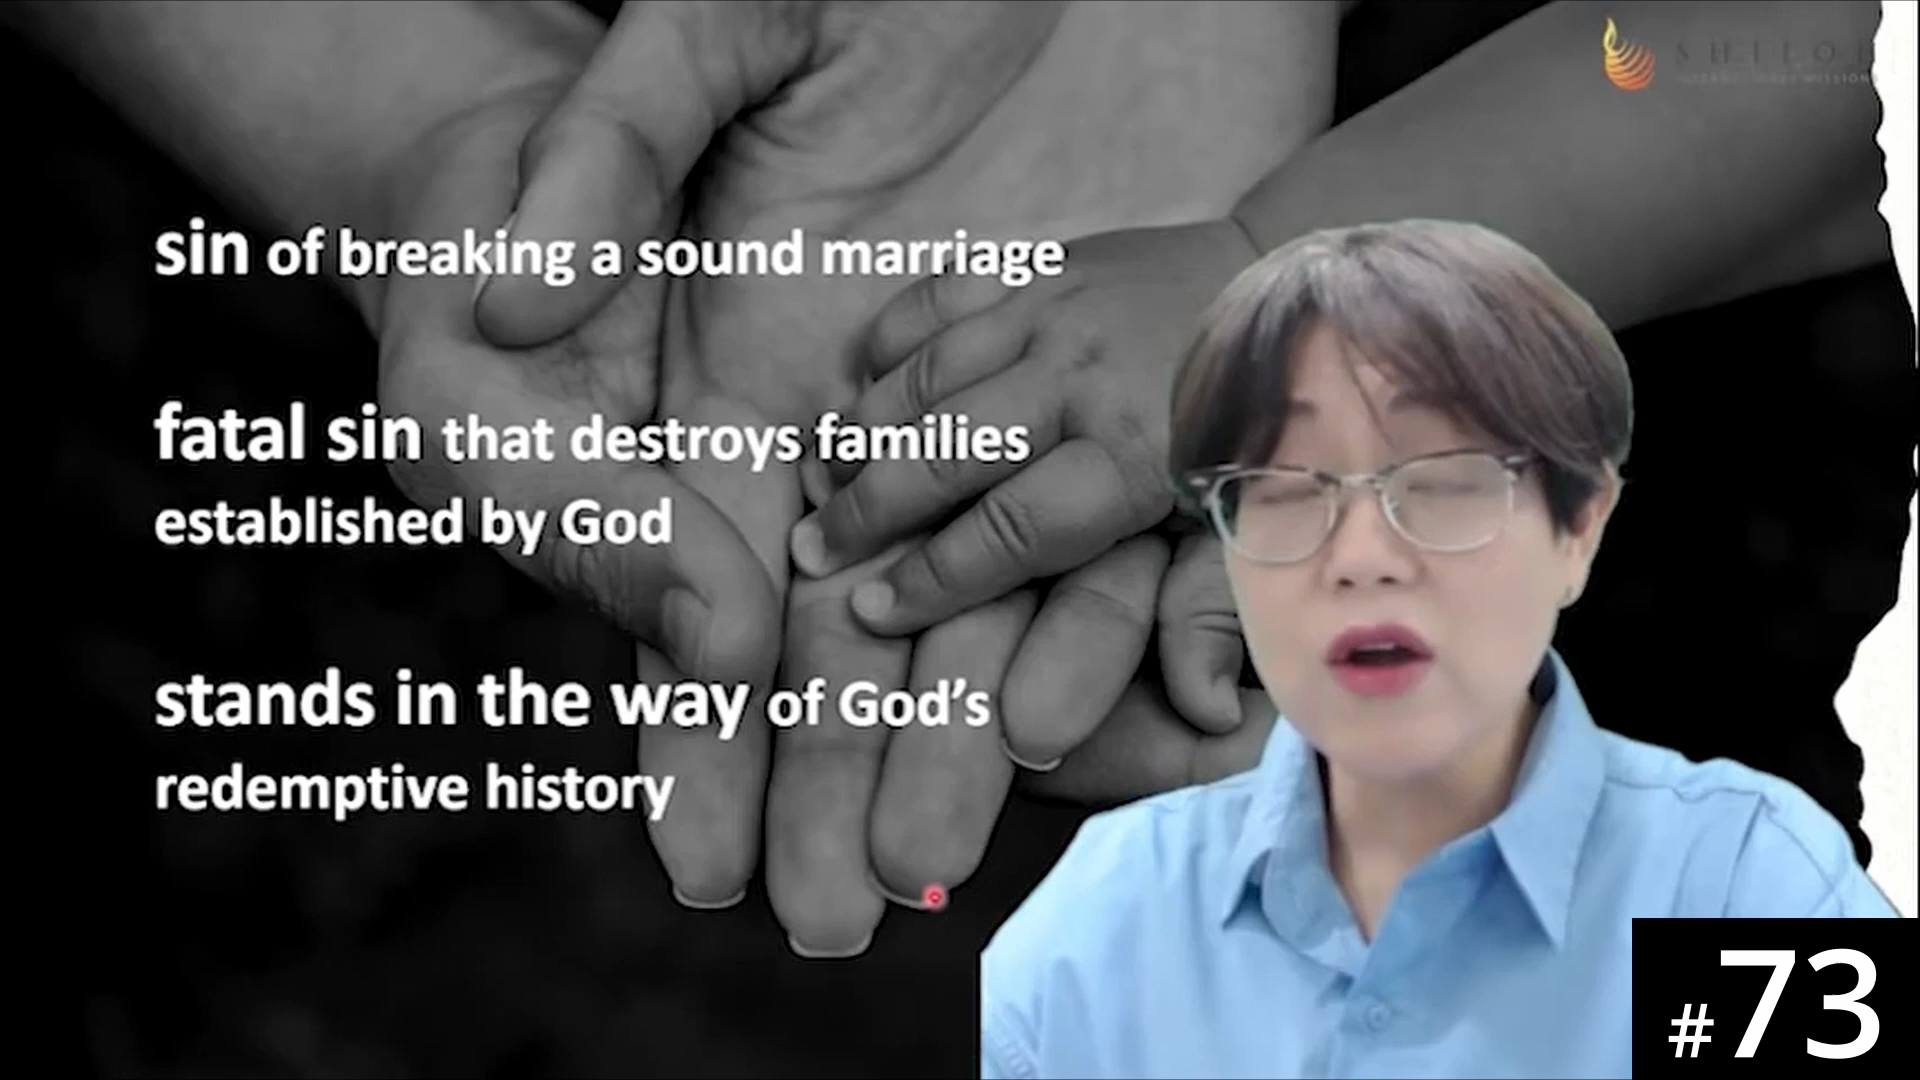 SHILOH
sin of breaking a sound marriage
fatal sin that destroys families
established by God
stands in the way of God’s
redemptive history
#73